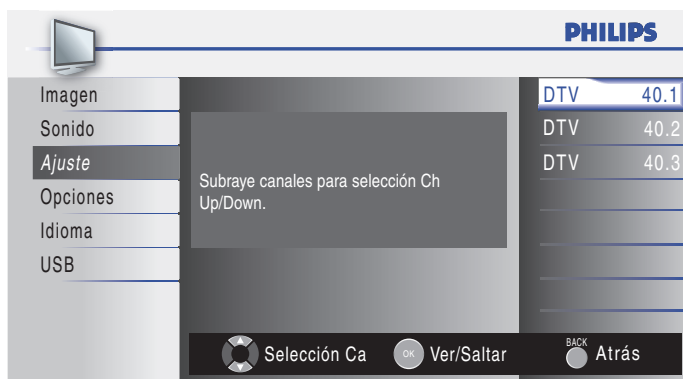 PHILIPS
Imagen
Sonido
Ajuste
Opciones
Idioma
USB
Subraye canales para selección Ch
Up/Down.
DTV 40.1
DTV 40.2
DTV 40.3
Selección Ca
OK Ver/Saltar
BACK Atrás